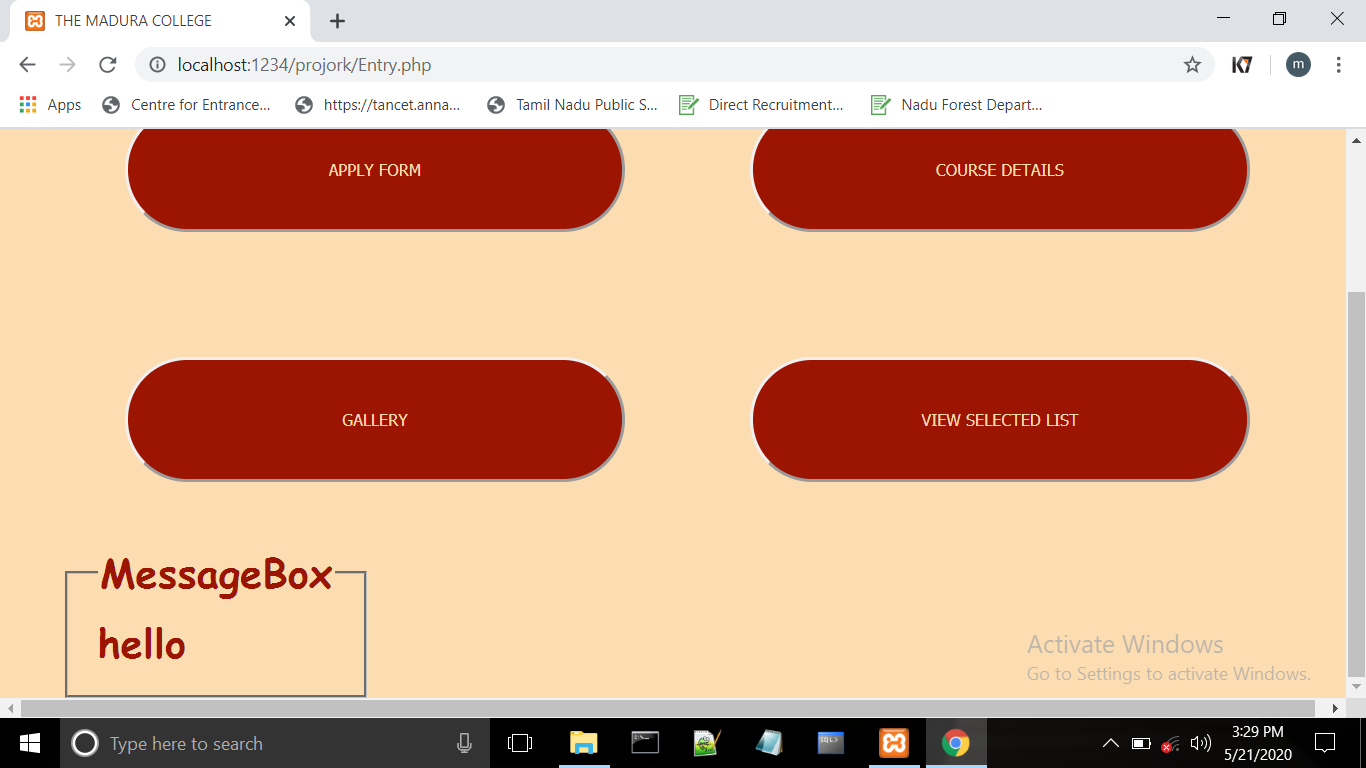 THE MADURA COLLEGE
localhost:1234/projork/Entry.php
K7
m
Apps
Centre for Entrance...
https://tancet.anna...
Tamil Nadu Public S...
Direct Recruitment...
Nadu Forest Depart...
APPLY FORM
COURSE DETAILS
GALLERY
VIEW SELECTED LIST
MessageBox
hello
Activate Windows
Go to Settings to activate Windows.
Type here to search
SQL>
3:29 PM
5/21/2020